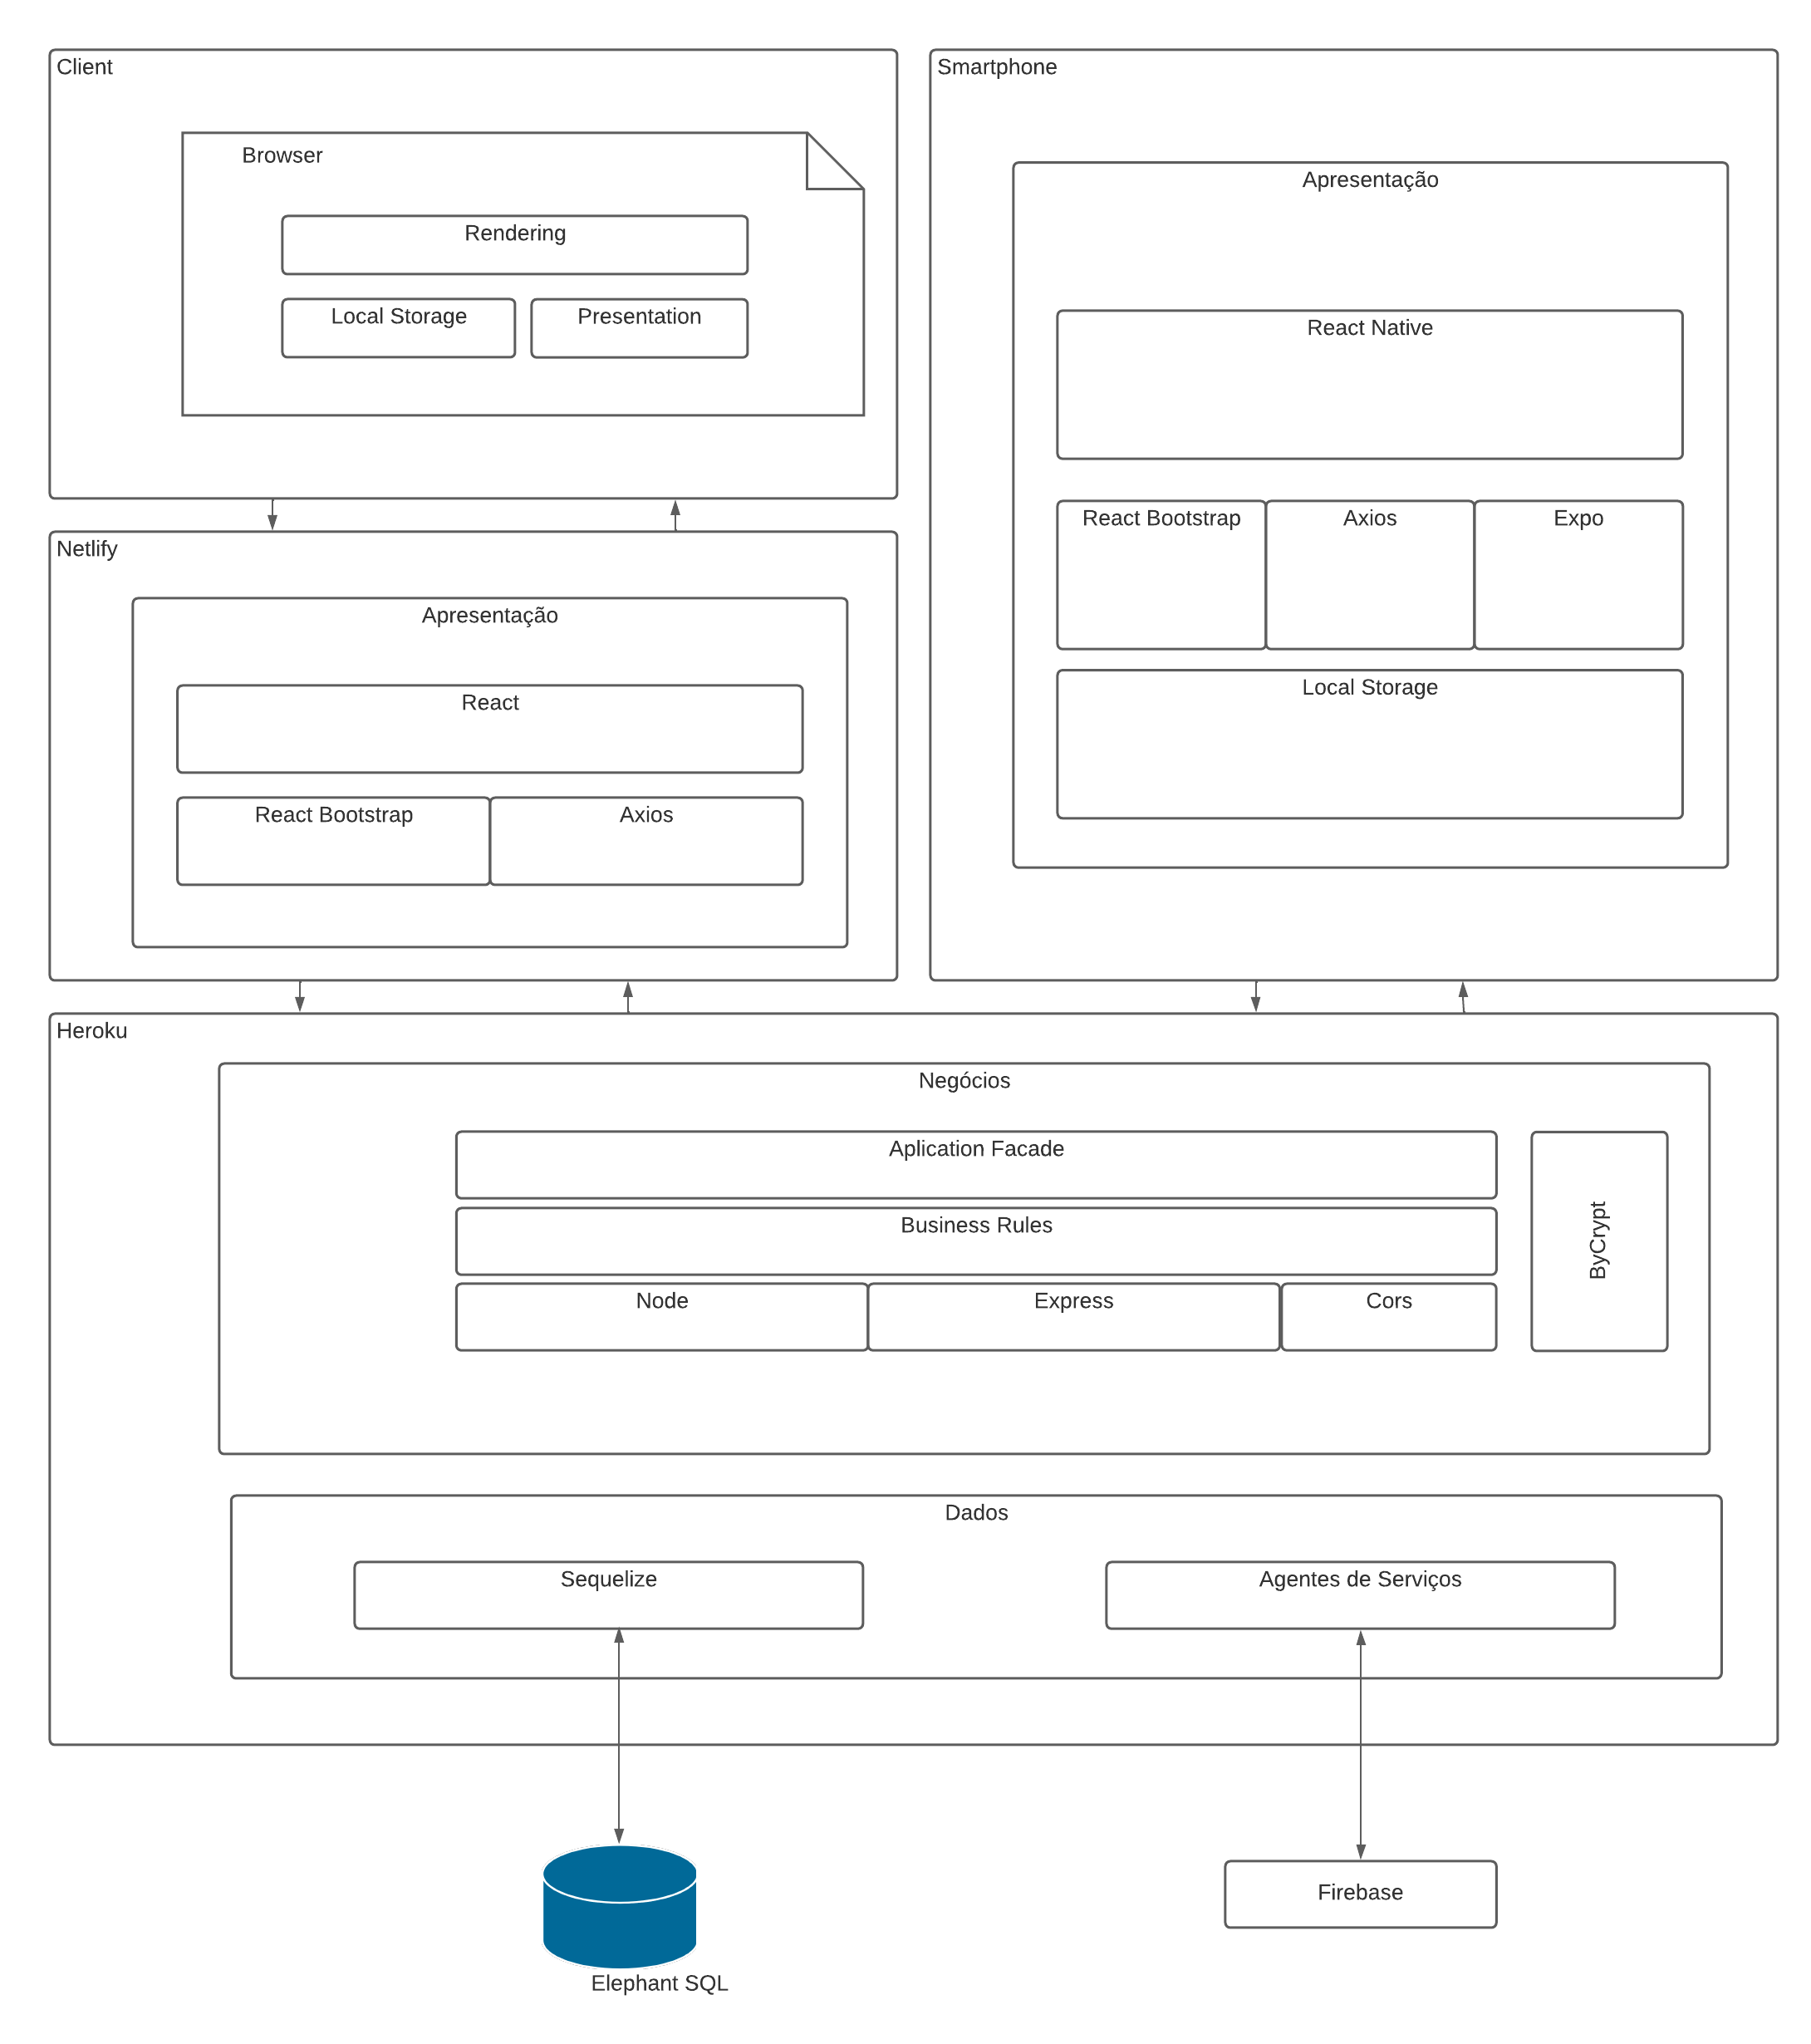 Client
Browser
Rendering
Local Storage
Presentation
Netlify
Apresentação
React
React Bootstrap
Axios
Smartphone
Apresentação
React Native
React Bootstrap
Axios
Expo
Local Storage
Heroku
Negócios
Aplication Facade
Business Rules
Node
Express
Cors
ByCrypt
Dados
Sequelize
Agentes de Serviços
Elephant SQL
Firebase